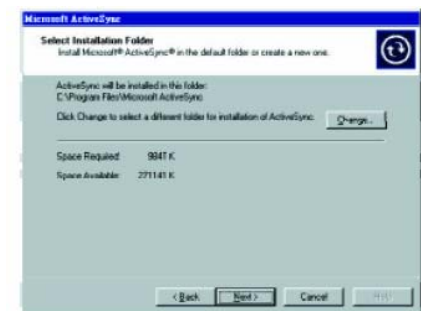 Microsoft ActiveSync
Select Installation Folder
Install Microsoft® ActiveSync® in the default folder or create a new one.
ActiveSync will be installed in this folder:
C:\Program Files\Microsoft ActiveSync
Click Change to select a different folder for installation of ActiveSync.
Change...
Space Required: 9847 K
Space Available: 271141 K
< Back
Next >
Cancel
Help